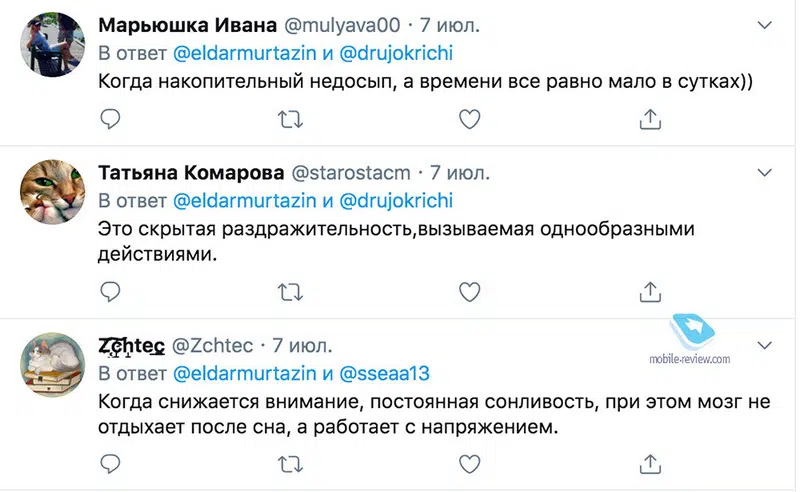 Марьюшка Ивана @mulyava00 · 7 июл.
В ответ @eldarmurtazin и @drujokrichi
Когда накопительный недосып, а времени все равно мало в сутках))
Татьяна Комарова @starostacm · 7 июл.
В ответ @eldarmurtazin и @drujokrichi
Это скрытая раздражительность,вызываемая однообразными
действиями.
Zchtec @Zchtec · 7 июл.
mobile-review.com
В ответ @eldarmurtazin и @sseaa13
Когда снижается внимание, постоянная сонливость, при этом мозг не
отдыхает после сна, а работает с напряжением.